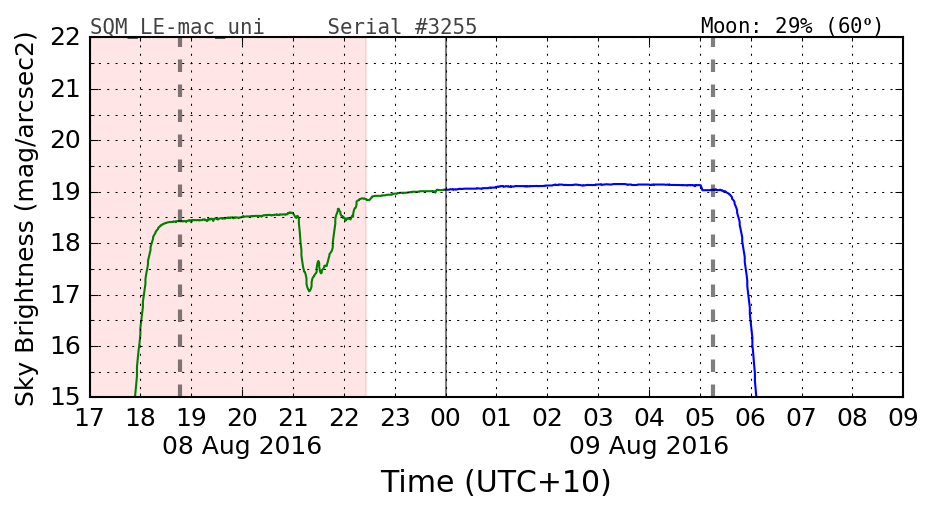 SQM_LE-mac_uni Serial #3255 Moon: 29% (60º)
Sky Brightness (mag/arcsec2)
22
21
20
19
18
17
16
15
17 18 19 20 21 22 23 00 01 02 03 04 05 06 07 08 09
08 Aug 2016 09 Aug 2016
Time (UTC+10)